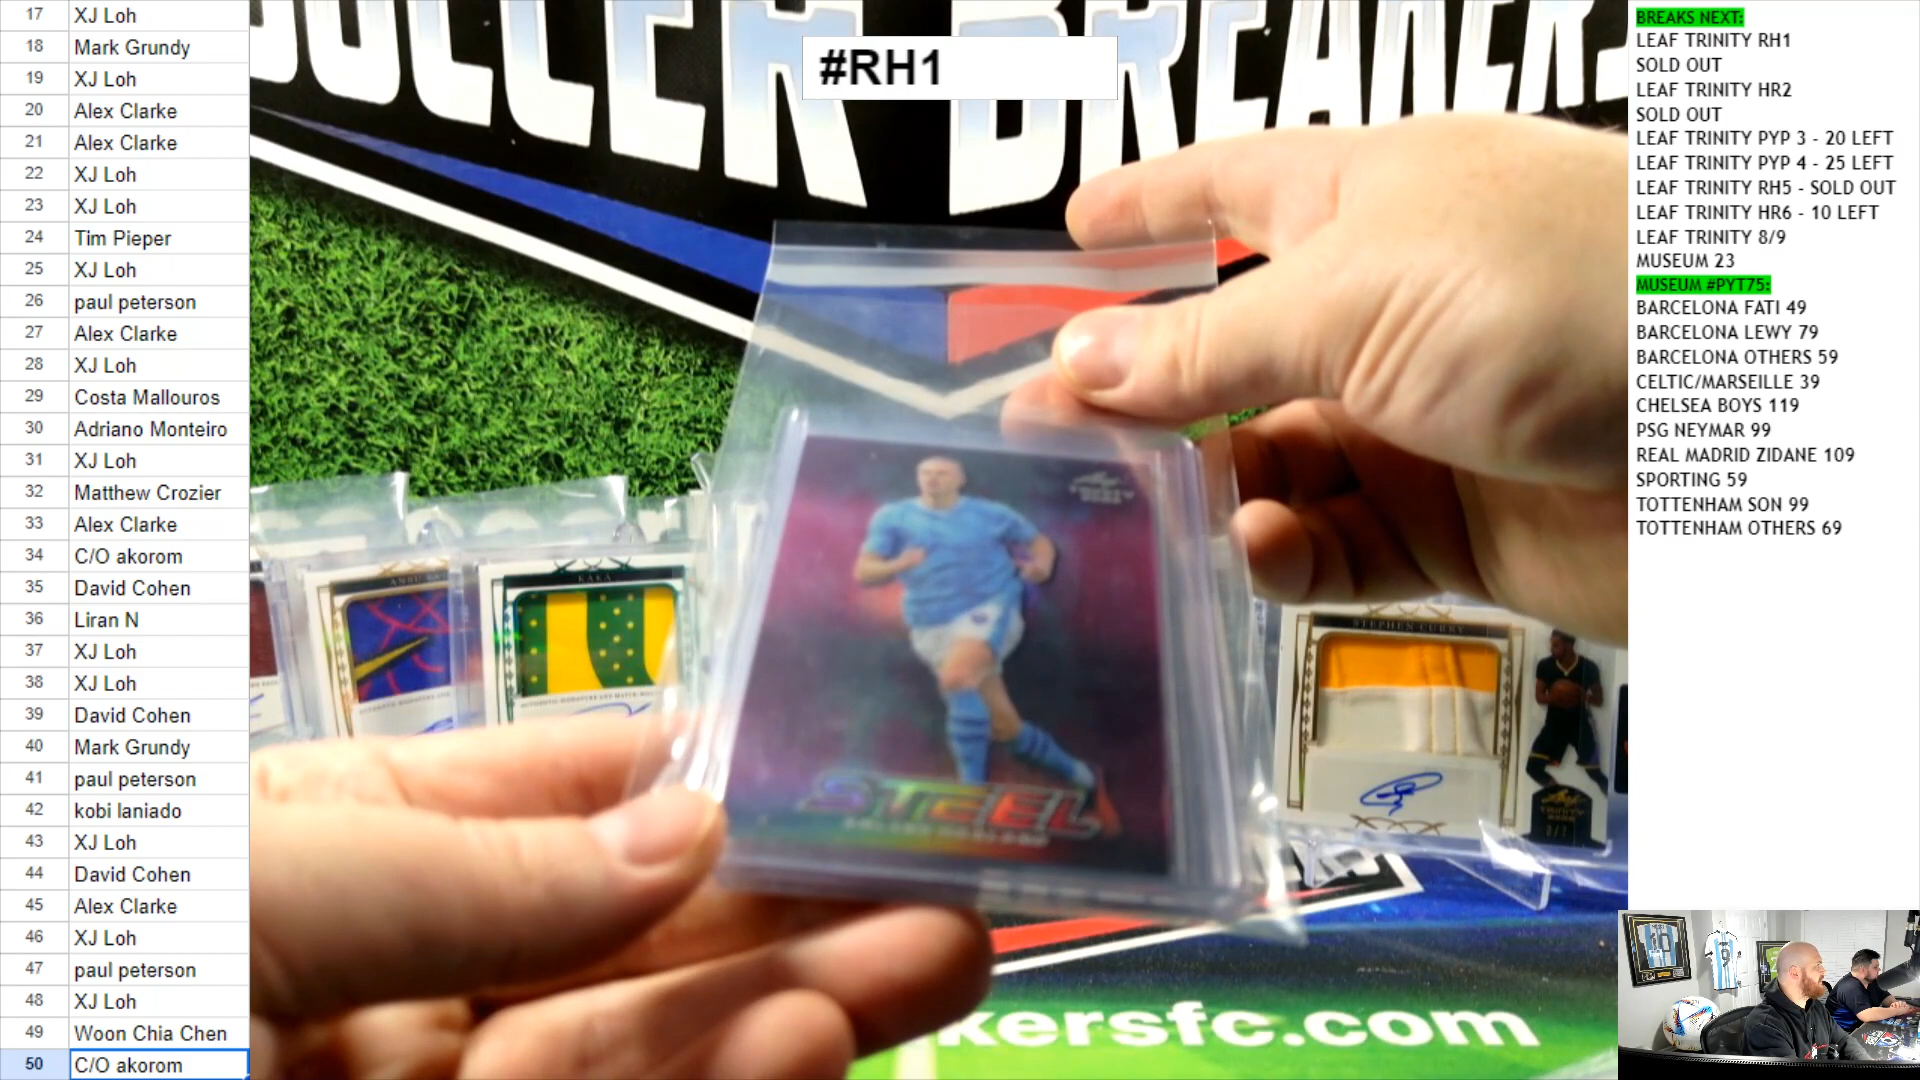 17 XJ Loh
18 Mark Grundy
19 XJ Loh
20 Alex Clarke
21 Alex Clarke
22 XJ Loh
23 XJ Loh
24 Tim Pieper
25 XJ Loh
26 paul peterson
27 Alex Clarke
28 XJ Loh
29 Costa Mallouros
30 Adriano Monteiro
31 XJ Loh
32 Matthew Crozier
33 Alex Clarke
34 C/O akorom
35 David Cohen
36 Liran N
37 XJ Loh
38 XJ Loh
39 David Cohen
40 Mark Grundy
41 paul peterson
42 kobi laniado
43 XJ Loh
44 David Cohen
45 Alex Clarke
46 XJ Loh
47 paul peterson
48 XJ Loh
49 Woon Chia Chen
50 C/O akorom
SOCCER BREAKERS
#RH1
KAKA
STEEL
STEPHEN CURRY
kersfc.com
BREAKS NEXT:
LEAF TRINITY RH1
SOLD OUT
LEAF TRINITY HR2
SOLD OUT
LEAF TRINITY PYP 3 - 20 LEFT
LEAF TRINITY PYP 4 - 25 LEFT
LEAF TRINITY RH5 - SOLD OUT
LEAF TRINITY HR6 - 10 LEFT
LEAF TRINITY 8/9
MUSEUM 23
MUSEUM #PYT75:
BARCELONA FATI 49
BARCELONA LEWY 79
BARCELONA OTHERS 59
CELTIC/MARSEILLE 39
CHELSEA BOYS 119
PSG NEYMAR 99
REAL MADRID ZIDANE 109
SPORTING 59
TOTTENHAM SON 99
TOTTENHAM OTHERS 69